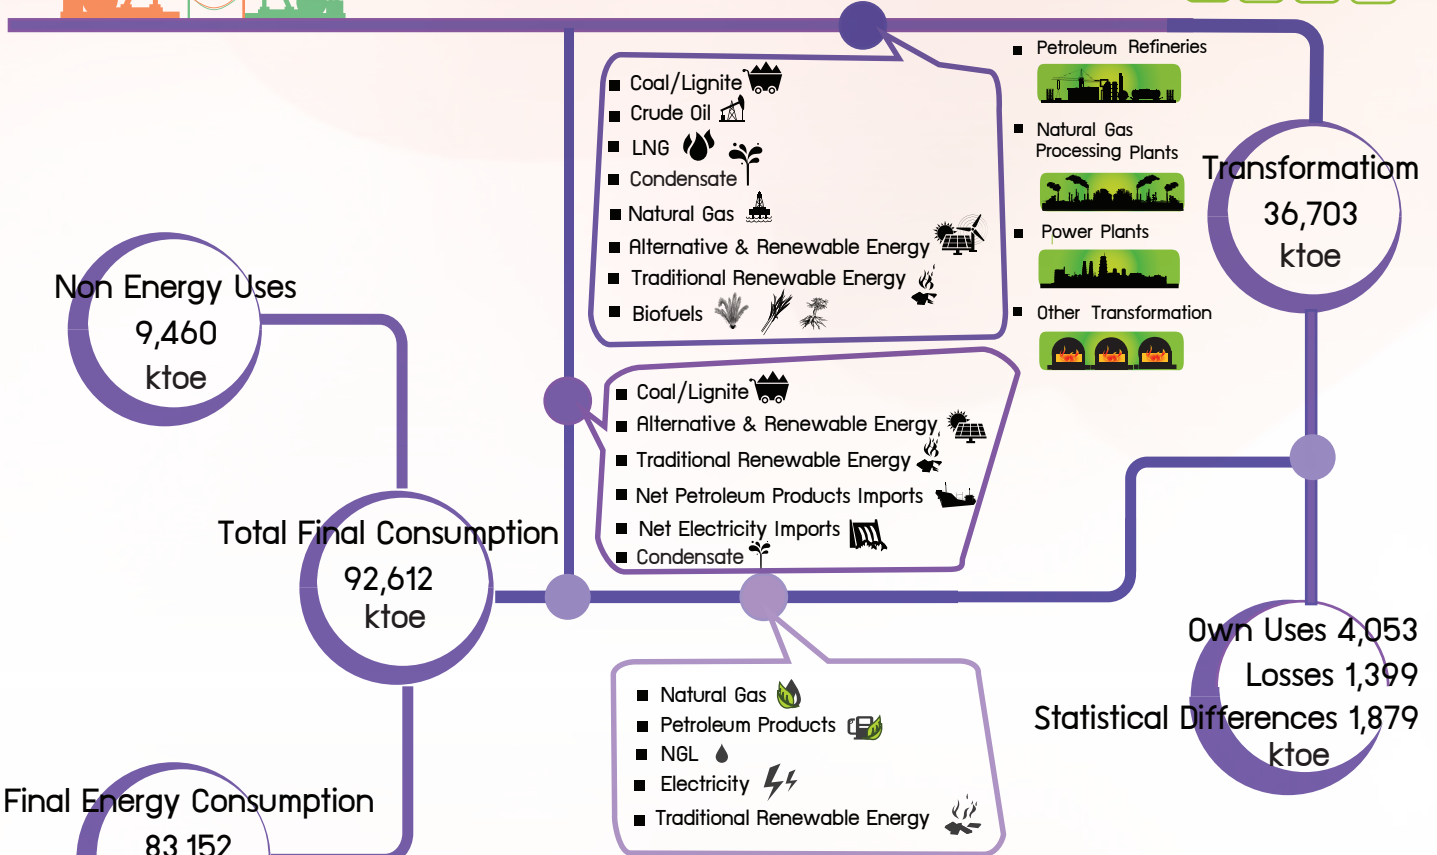 Coal/Lignite
Crude Oil
LNG
Condensate
Natural Gas
Alternative & Renewable Energy
Traditional Renewable Energy
Biofuels
Petroleum Refineries
Natural Gas
Processing Plants
Power Plants
Other Transformation
Transformatiom
36,703
ktoe
Non Energy Uses
9,460
ktoe
Coal/Lignite
Alternative & Renewable Energy
Traditional Renewable Energy
Net Petroleum Products Imports
Net Electricity Imports
Condensate
Total Final Consumption
92,612
ktoe
Own Uses 4,053
Losses 1,399
Statistical Differences 1,879
ktoe
Natural Gas
Petroleum Products
NGL
Electricity
Traditional Renewable Energy
Final Energy Consumption
83,152